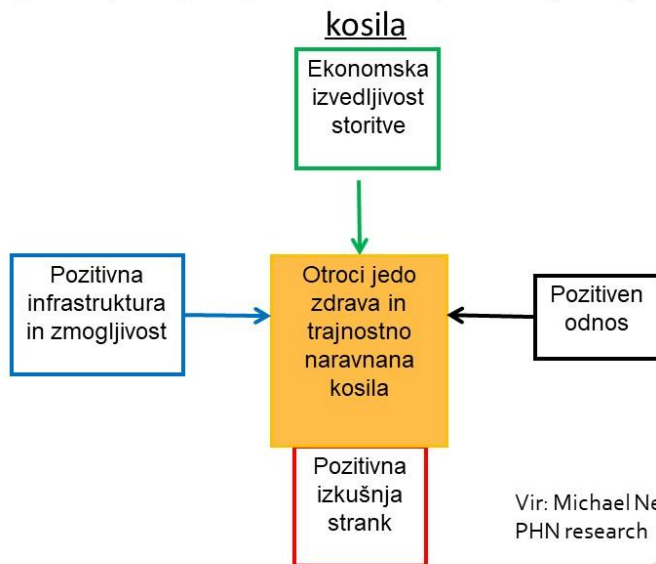 kosila
Ekonomska
izvedljivost
storitve
Pozitivna
infrastruktura
in zmogljivost
Otroci jedo
zdrava in
trajnostno
naravnana
kosila
Pozitiven
odnos
Pozitivna
izkušnja
strank
Vir: Michael Ne
PHN research